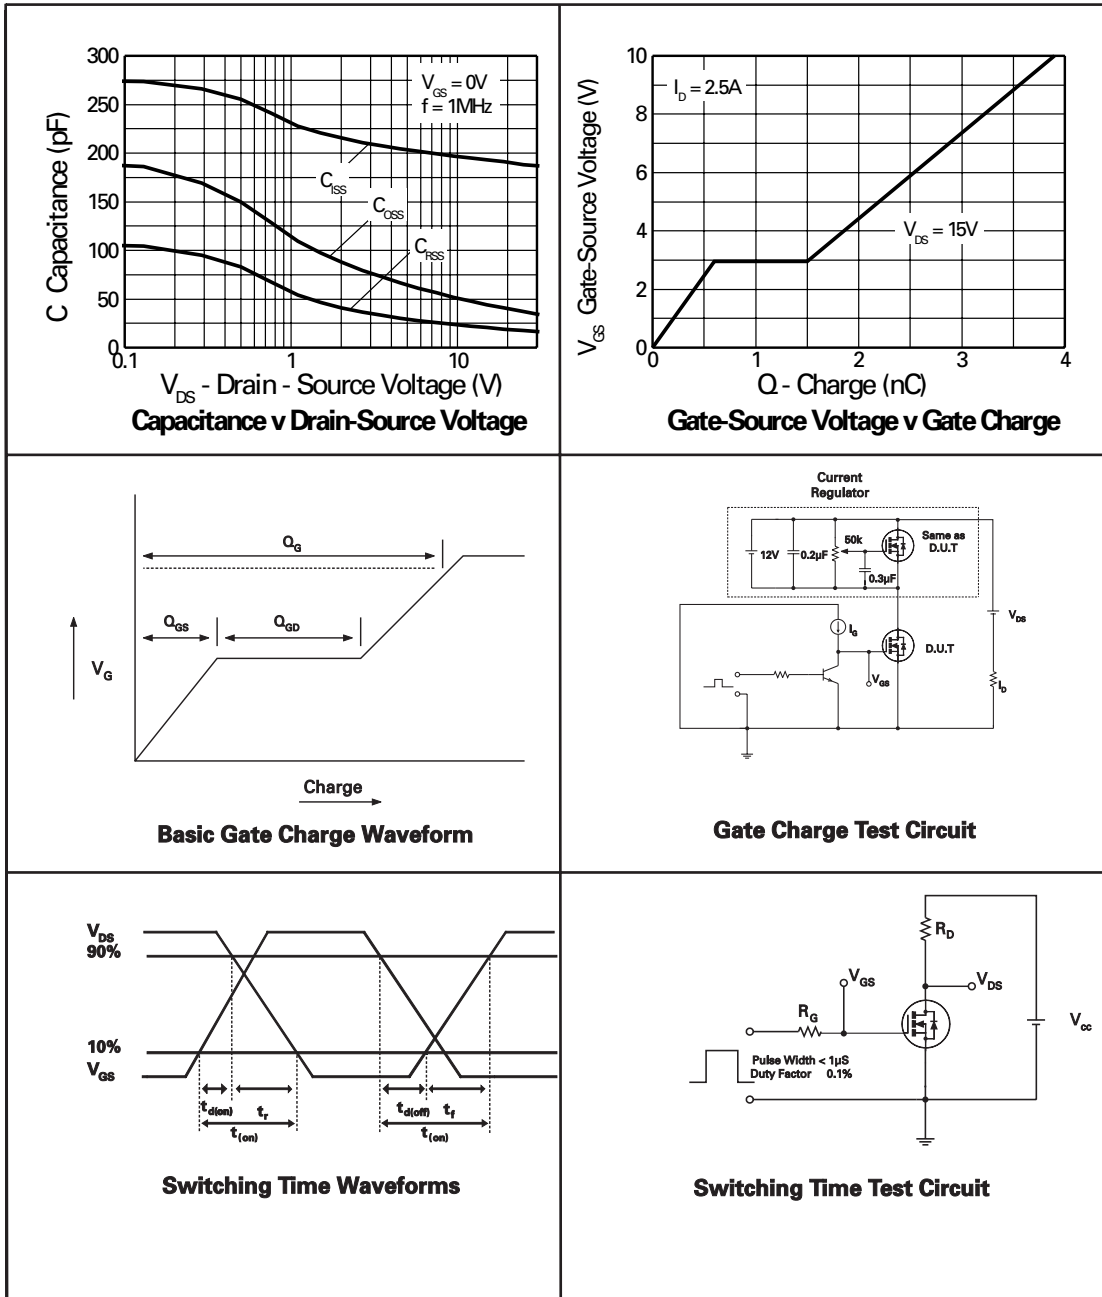 300
250
200
150
100
50
0
C Capacitance (pF)
V_GS = 0V
f = 1MHz
C_ISS
C_OSS
C_RSS
0.1 1 10
V_DS - Drain - Source Voltage (V)
Capacitance v Drain-Source Voltage
10
8
6
4
2
0
V_GS Gate-Source Voltage (V)
I_D = 2.5A
V_DS = 15V
0 1 2 3 4
Q - Charge (nC)
Gate-Source Voltage v Gate Charge
Q_G
Q_GS
Q_GD
V_G
Charge
Basic Gate Charge Waveform
Current
Regulator
12V
0.2µF
50k
Same as
D.U.T
0.3µF
V_DS
I_G
D.U.T
V_GS
I_D
Gate Charge Test Circuit
V_DS
90%
10%
V_GS
t_d(on) t_r
t_(on)
t_d(off) t_f
t_(on)
Switching Time Waveforms
R_D
V_GS
V_DS
R_G
V_cc
Pulse Width < 1µS
Duty Factor 0.1%
Switching Time Test Circuit